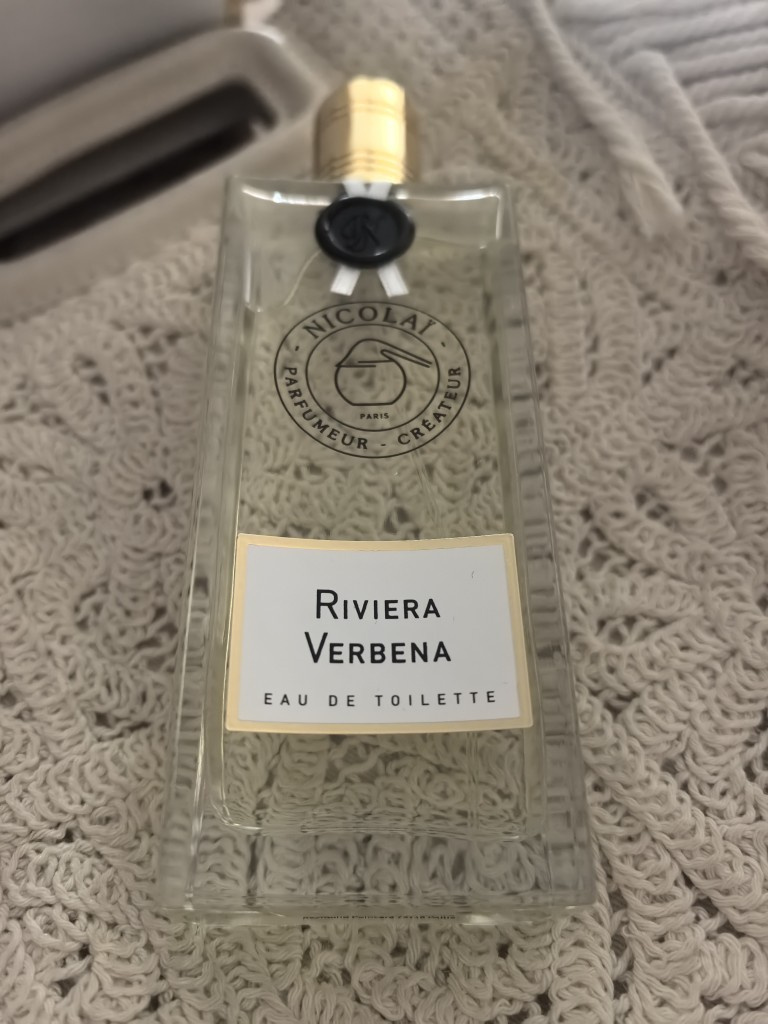 NICOLAÏ
PARIS
PARFUMEUR - CRÉATEUR
RIVIERA
VERBENA
EAU DE TOILETTE